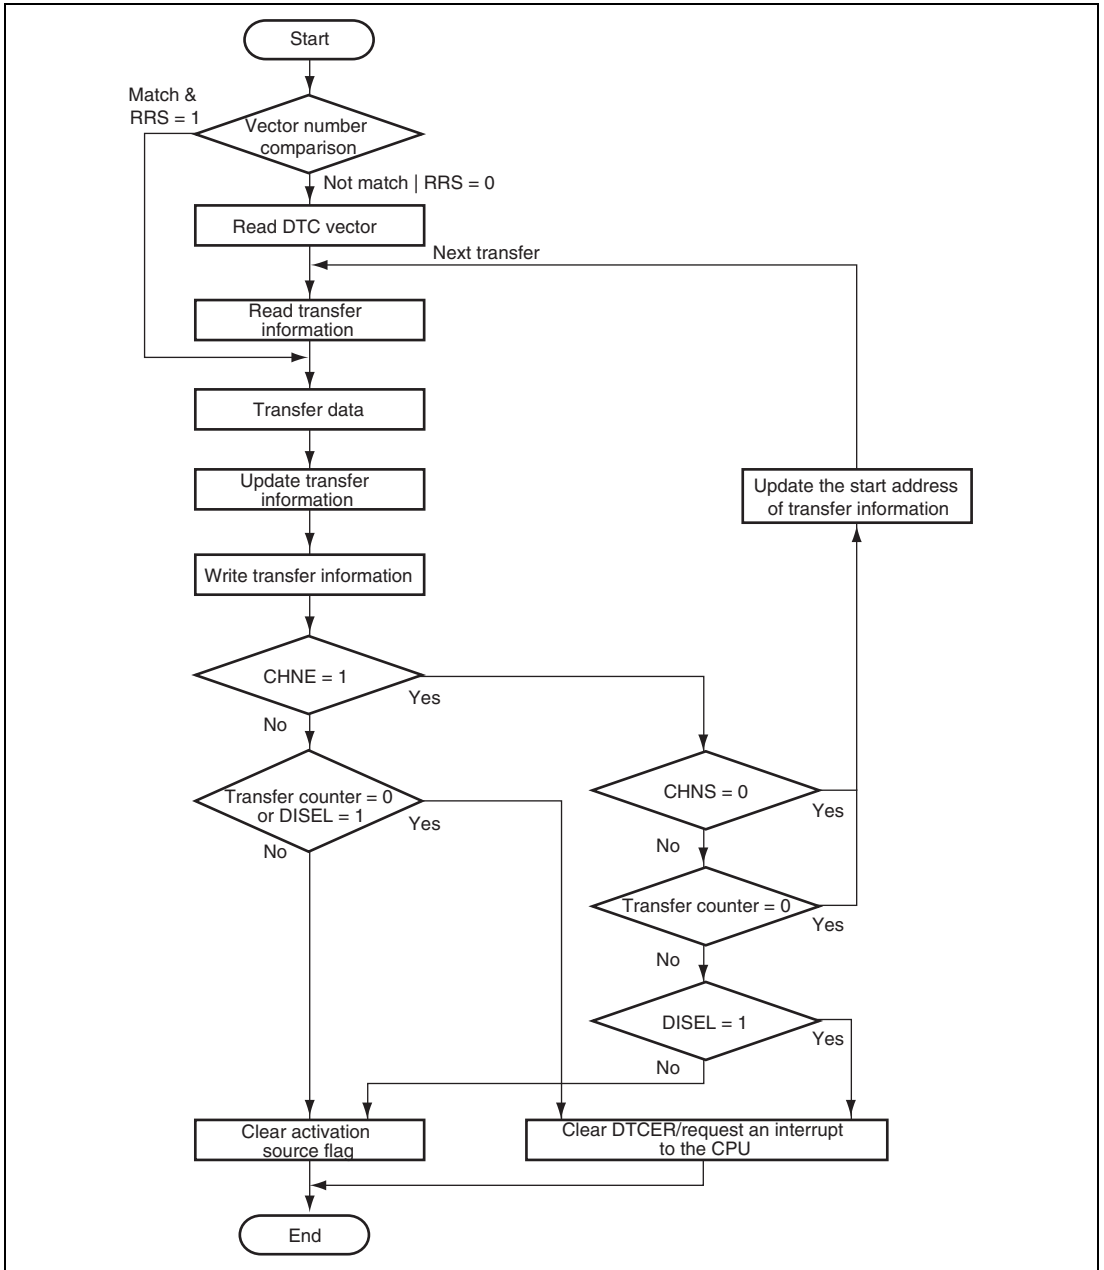 Start
Match &
RRS = 1
Vector number
comparison
Not match | RRS = 0
Read DTC vector
Next transfer
Read transfer
information
Transfer data
Update transfer
information
Update the start address
of transfer information
Write transfer information
CHNE = 1
Yes
No
Transfer counter = 0
or DISEL = 1
Yes
No
CHNS = 0
Yes
No
Transfer counter = 0
Yes
No
DISEL = 1
Yes
No
Clear activation
source flag
Clear DTCER/request an interrupt
to the CPU
End